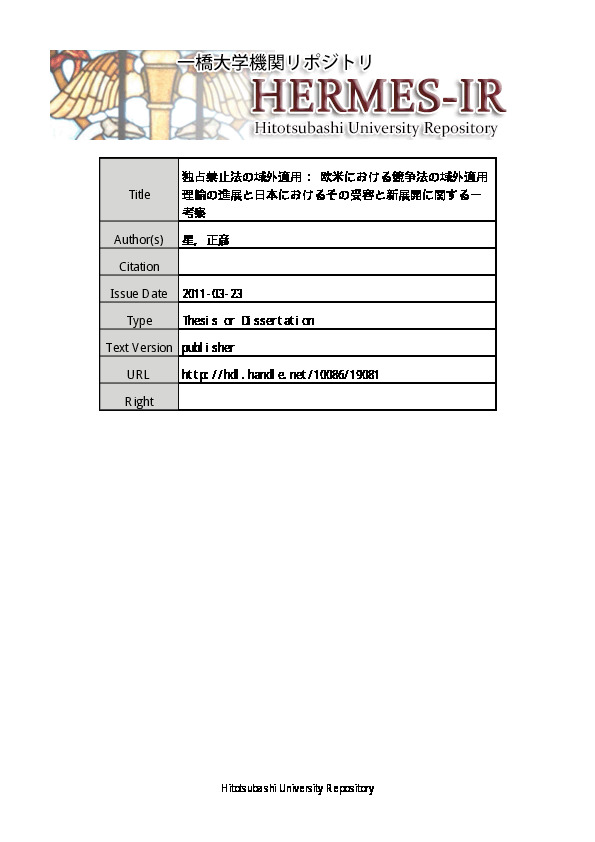 一橋大学機関リポジトリ
HERMES-IR
Hitotsubashi University Repository
Title
独占禁止法の域外適用： 欧米における競争法の域外適用
理論の進展と日本におけるその受容と新展開に関する一
考察
Author(s)
星, 正彦
Citation
Issue Date
2011-03-23
Type
Thesis or Dissertation
Text Version
publisher
URL
http://hdl.handle.net/10086/19081
Right
Hitotsubashi University Repository